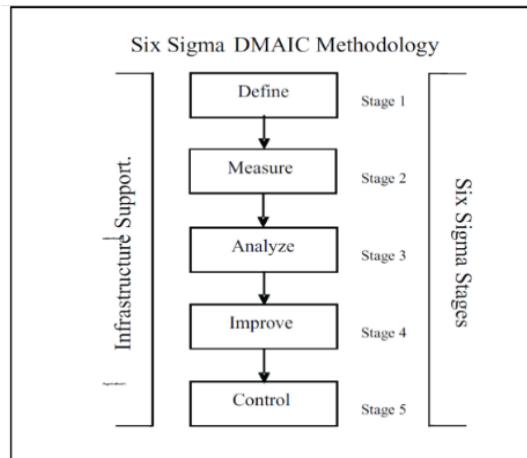 Six Sigma DMAIC Methodology
Define
Stage 1
Measure
Stage 2
Analyze
Stage 3
Improve
Stage 4
Control
Stage 5
Infrastructure Support.
Six Sigma Stages